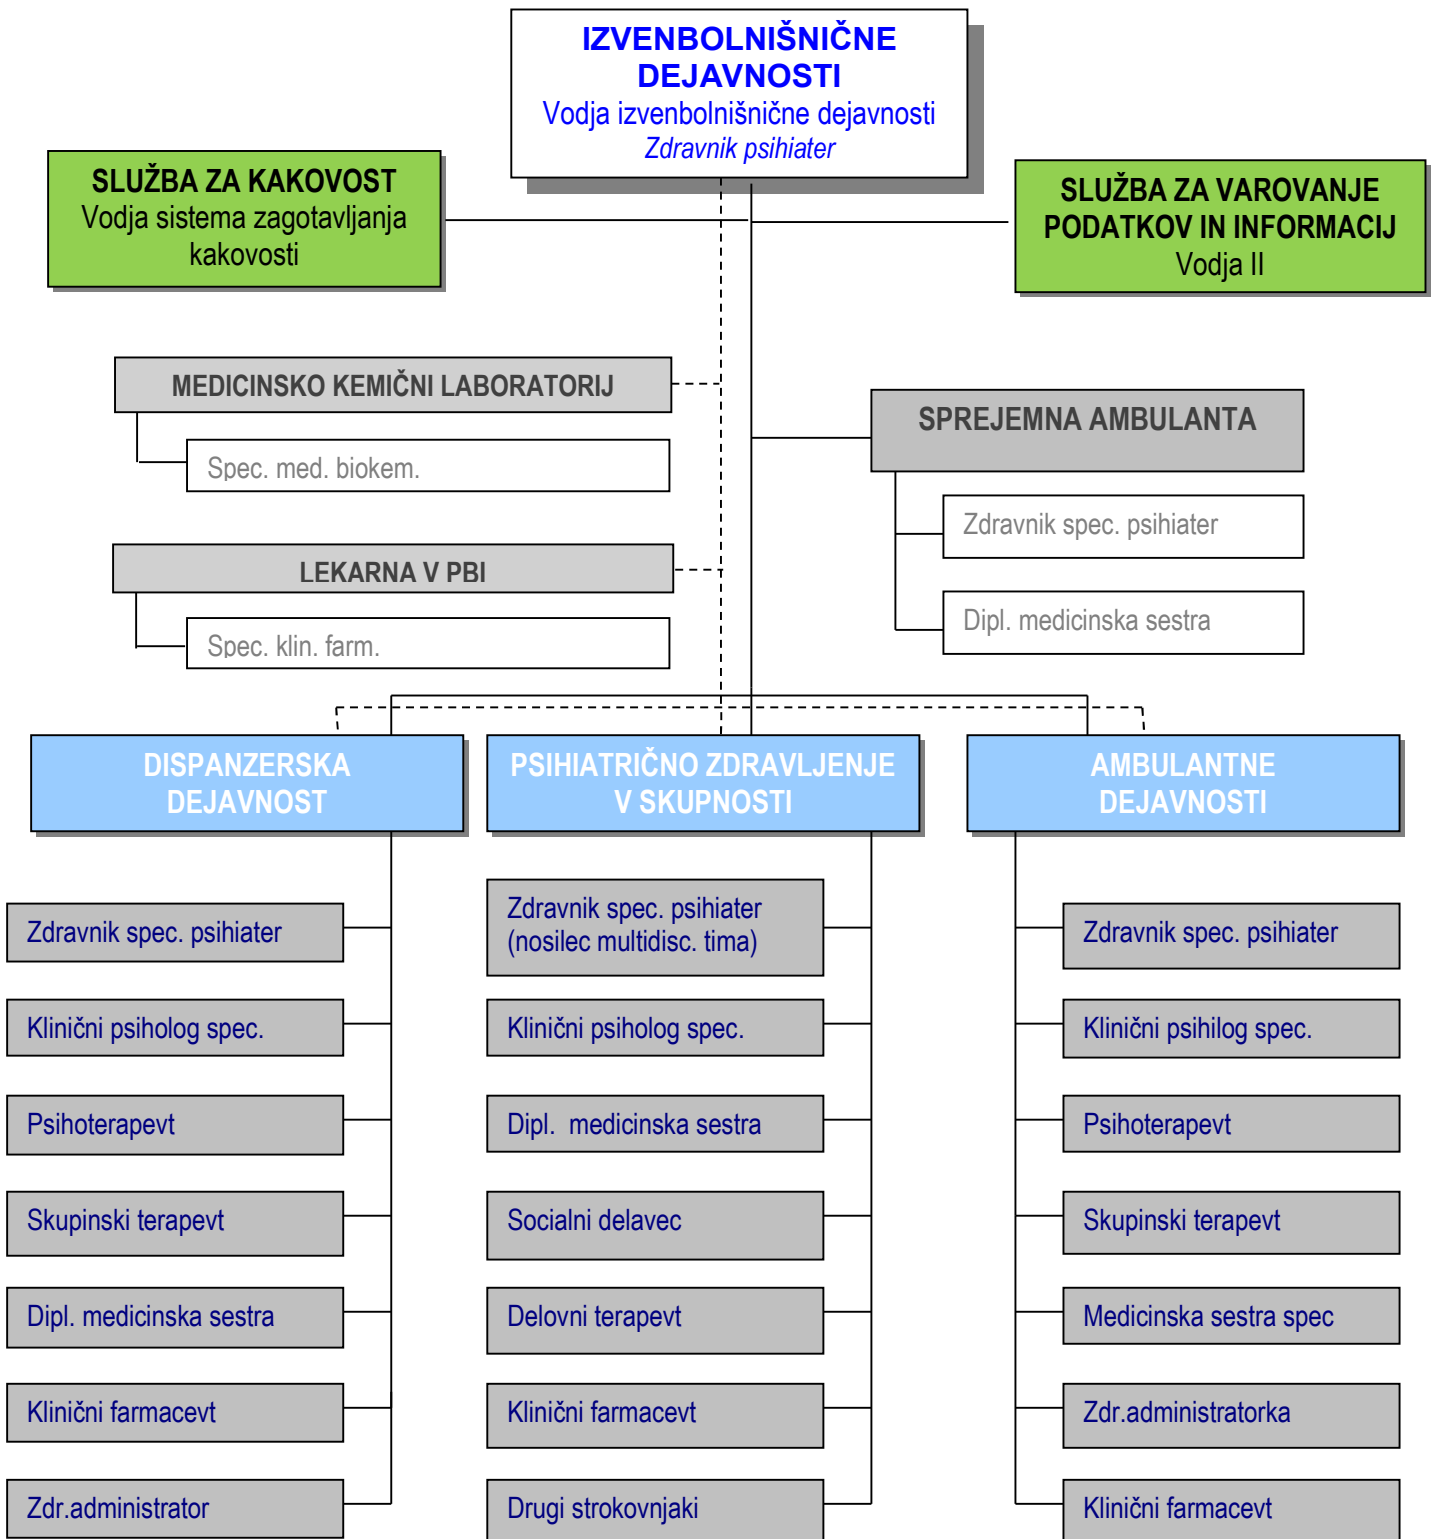 IZVENBOLNIŠNIČNE
DEJAVNOSTI
Vodja izvenbolnišnične dejavnosti
Zdravnik psihiater
SLUŽBA ZA KAKOVOST
Vodja sistema zagotavljanja
kakovosti
SLUŽBA ZA VAROVANJE
PODATKOV IN INFORMACIJ
Vodja II
MEDICINSKO KEMIČNI LABORATORIJ
Spec. med. biokem.
LEKARNA V PBI
Spec. klin. farm.
SPREJEMNA AMBULANTA
Zdravnik spec. psihiater
Dipl. medicinska sestra
DISPANZERSKA
DEJAVNOST
Zdravnik spec. psihiater
Klinični psiholog spec.
Psihoterapevt
Skupinski terapevt
Dipl. medicinska sestra
Klinični farmacevt
Zdr.administrator
PSIHIATRIČNO ZDRAVLJENJE
V SKUPNOSTI
Zdravnik spec. psihiater
(nosilec multidisc. tima)
Klinični psiholog spec.
Dipl.  medicinska sestra
Socialni delavec
Delovni terapevt
Klinični farmacevt
Drugi strokovnjaki
AMBULANTNE
DEJAVNOSTI
Zdravnik spec. psihiater
Klinični psihilog spec.
Psihoterapevt
Skupinski terapevt
Medicinska sestra spec
Zdr.administratorka
Klinični farmacevt